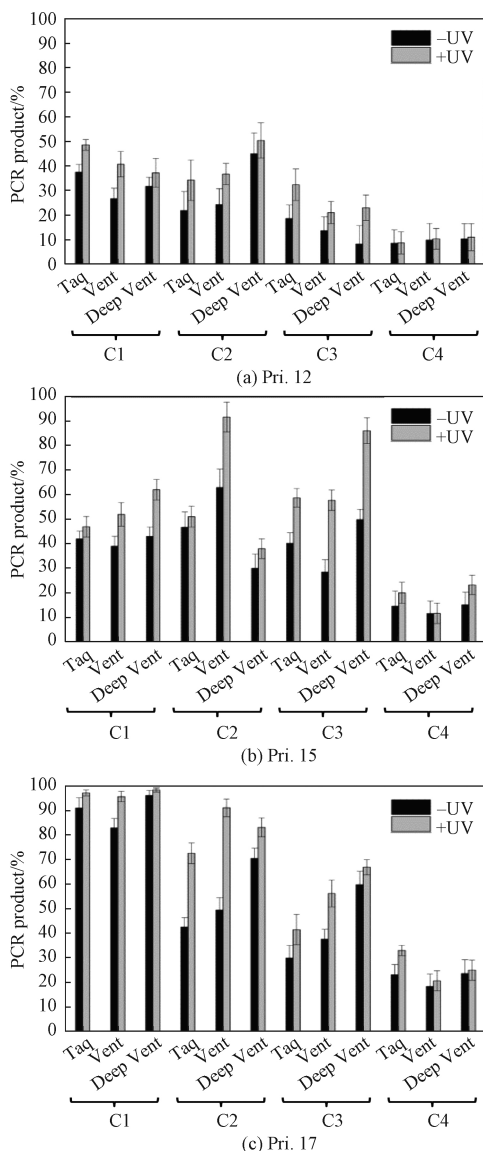 100
90
80
70
60
50
40
30
20
10
0
PCR product/%
–UV
+UV
Taq Vent Deep Vent Taq Vent Deep Vent Taq Vent Deep Vent Taq Vent Deep Vent
C1 C2 C3 C4
(a) Pri. 12
100
90
80
70
60
50
40
30
20
10
0
PCR product/%
–UV
+UV
Taq Vent Deep Vent Taq Vent Deep Vent Taq Vent Deep Vent Taq Vent Deep Vent
C1 C2 C3 C4
(b) Pri. 15
100
90
80
70
60
50
40
30
20
10
0
PCR product/%
–UV
+UV
Taq Vent Deep Vent Taq Vent Deep Vent Taq Vent Deep Vent Taq Vent Deep Vent
C1 C2 C3 C4
(c) Pri. 17